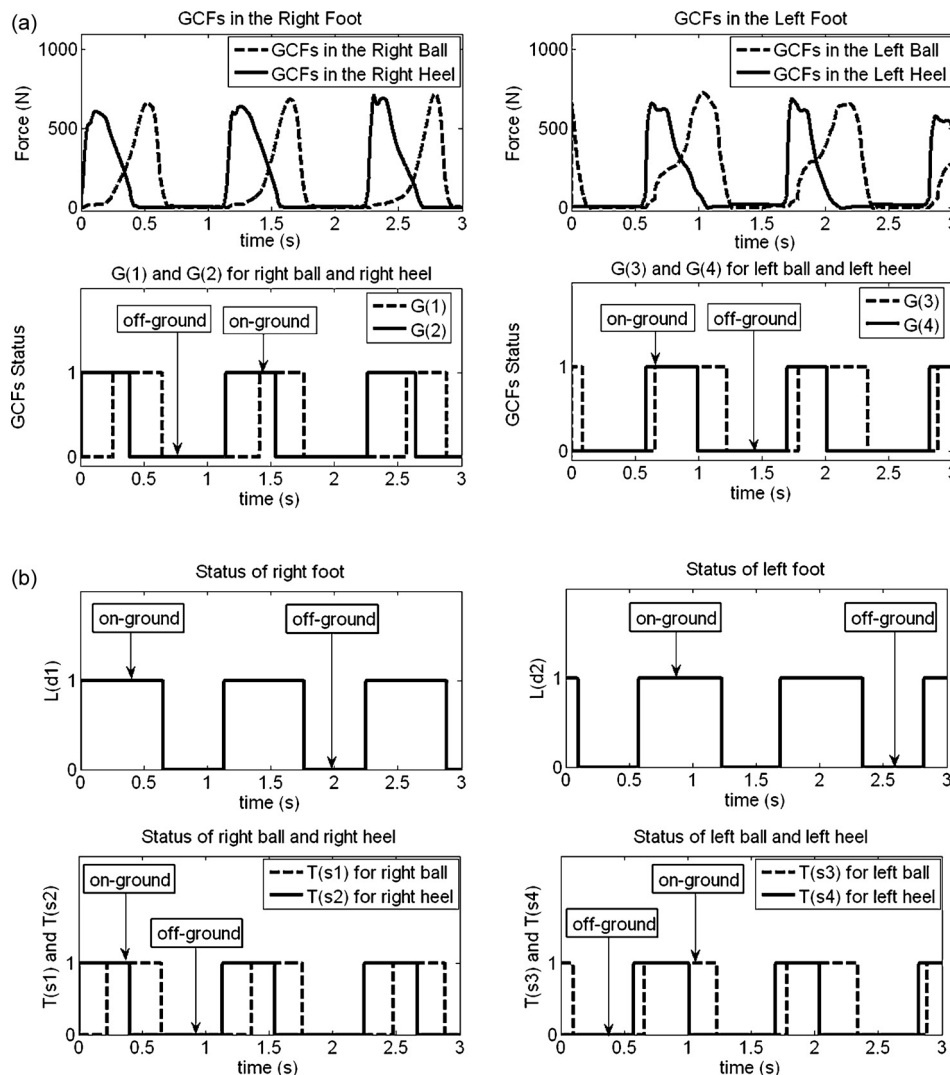 (a)
GCFs in the Right Foot
GCFs in the Right Ball
GCFs in the Right Heel
Force (N)
1000
500
0
0 0.5 1 1.5 2 2.5 3
time (s)
GCFs in the Left Foot
GCFs in the Left Ball
GCFs in the Left Heel
Force (N)
1000
500
0
0 0.5 1 1.5 2 2.5 3
time (s)
G(1) and G(2) for right ball and right heel
G(1)
G(2)
off-ground
on-ground
GCFs Status
1
0
0 0.5 1 1.5 2 2.5 3
time (s)
G(3) and G(4) for left ball and left heel
G(3)
G(4)
on-ground
off-ground
GCFs Status
1
0
0 0.5 1 1.5 2 2.5 3
time (s)
(b)
Status of right foot
on-ground
off-ground
L(d1)
1
0
0 0.5 1 1.5 2 2.5 3
time (s)
Status of left foot
on-ground
off-ground
L(d2)
1
0
0 0.5 1 1.5 2 2.5 3
time (s)
Status of right ball and right heel
T(s1) for right ball
T(s2) for right heel
on-ground
off-ground
T(s1) and T(s2)
1
0
0 0.5 1 1.5 2 2.5 3
time (s)
Status of left ball and left heel
T(s3) for left ball
T(s4) for left heel
on-ground
off-ground
T(s3) and T(s4)
1
0
0 0.5 1 1.5 2 2.5 3
time (s)